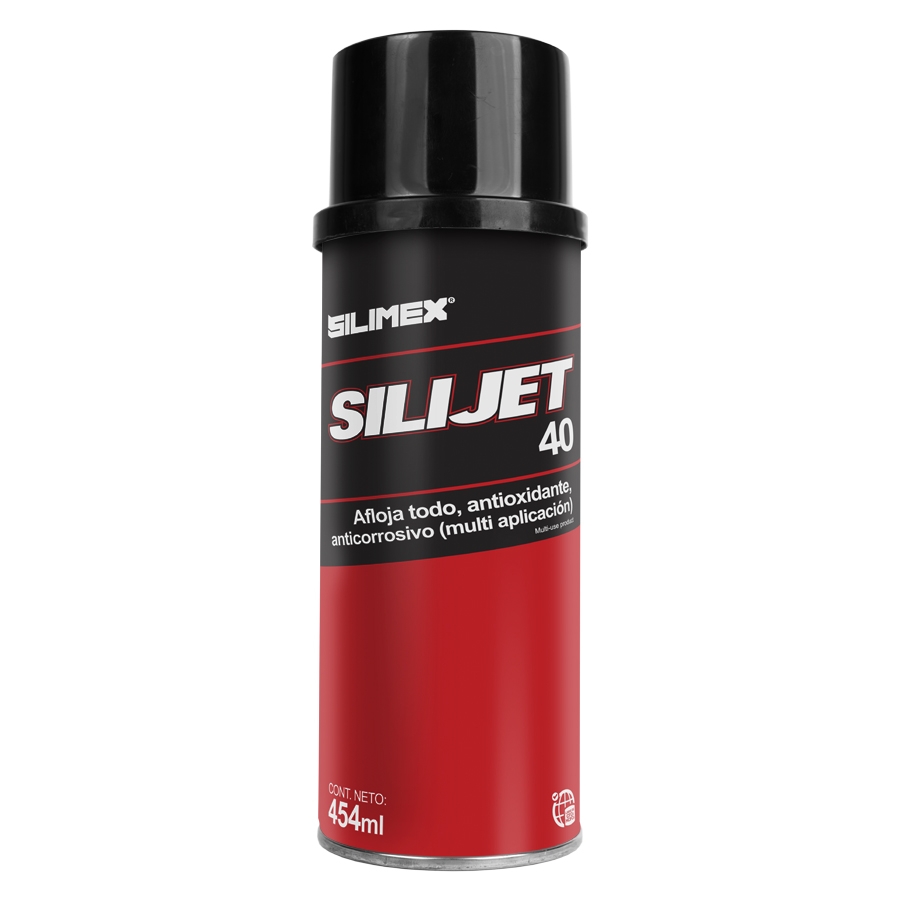 SILIMEX®
SILIJET
40
Afloja todo, antioxidante,
anticorrosivo (multi aplicación)
Multi-use product
CONT. NETO:
454ml